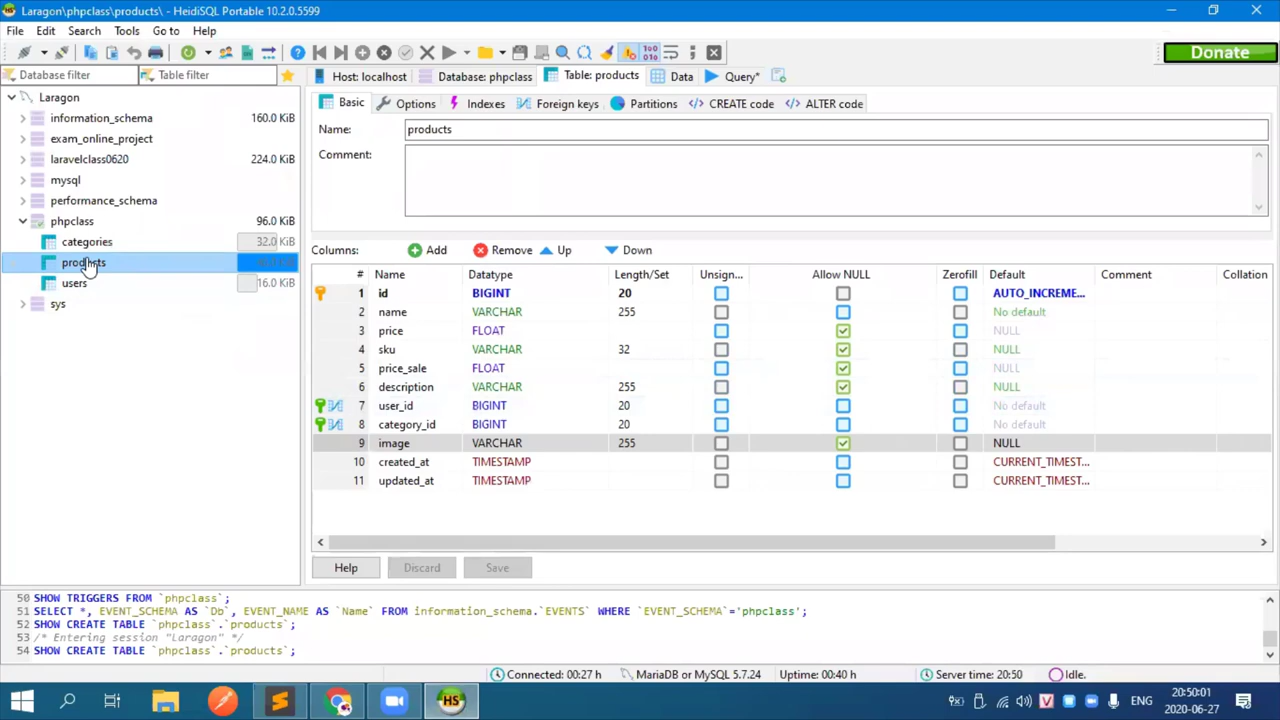 Laragon\phpclass\products\ - HeidiSQL Portable 10.2.0.5599
File Edit Search Tools Go to Help
Donate
Database filter Table filter Host: localhost Database: phpclass Table: products Data Query*
Laragon
information_schema 160.0 KiB
exam_online_project
laravelclass0620 224.0 KiB
mysql
performance_schema
phpclass 96.0 KiB
categories 32.0 KiB
products
users 16.0 KiB
sys
Basic Options Indexes Foreign keys Partitions CREATE code ALTER code
Name: products
Comment:
Columns: Add Remove Up Down
# Name Datatype Length/Set Unsign... Allow NULL Zerofill Default Comment Collation
1 id BIGINT 20 AUTO_INCREME...
2 name VARCHAR 255 No default
3 price FLOAT NULL
4 sku VARCHAR 32 NULL
5 price_sale FLOAT NULL
6 description VARCHAR 255 NULL
7 user_id BIGINT 20 No default
8 category_id BIGINT 20 No default
9 image VARCHAR 255 NULL
10 created_at TIMESTAMP CURRENT_TIMEST...
11 updated_at TIMESTAMP CURRENT_TIMEST...
Help Discard Save
50 SHOW TRIGGERS FROM `phpclass`;
51 SELECT *, EVENT_SCHEMA AS `Db`, EVENT_NAME AS `Name` FROM information_schema.`EVENTS` WHERE `EVENT_SCHEMA`='phpclass';
52 SHOW CREATE TABLE `phpclass`.`products`;
53 /* Entering session "Laragon" */
54 SHOW CREATE TABLE `phpclass`.`products`;
Connected: 00:27 h MariaDB or MySQL 5.7.24 Uptime: 00:40 h Server time: 20:50 Idle.
HS
ENG
20:50:01
2020-06-27